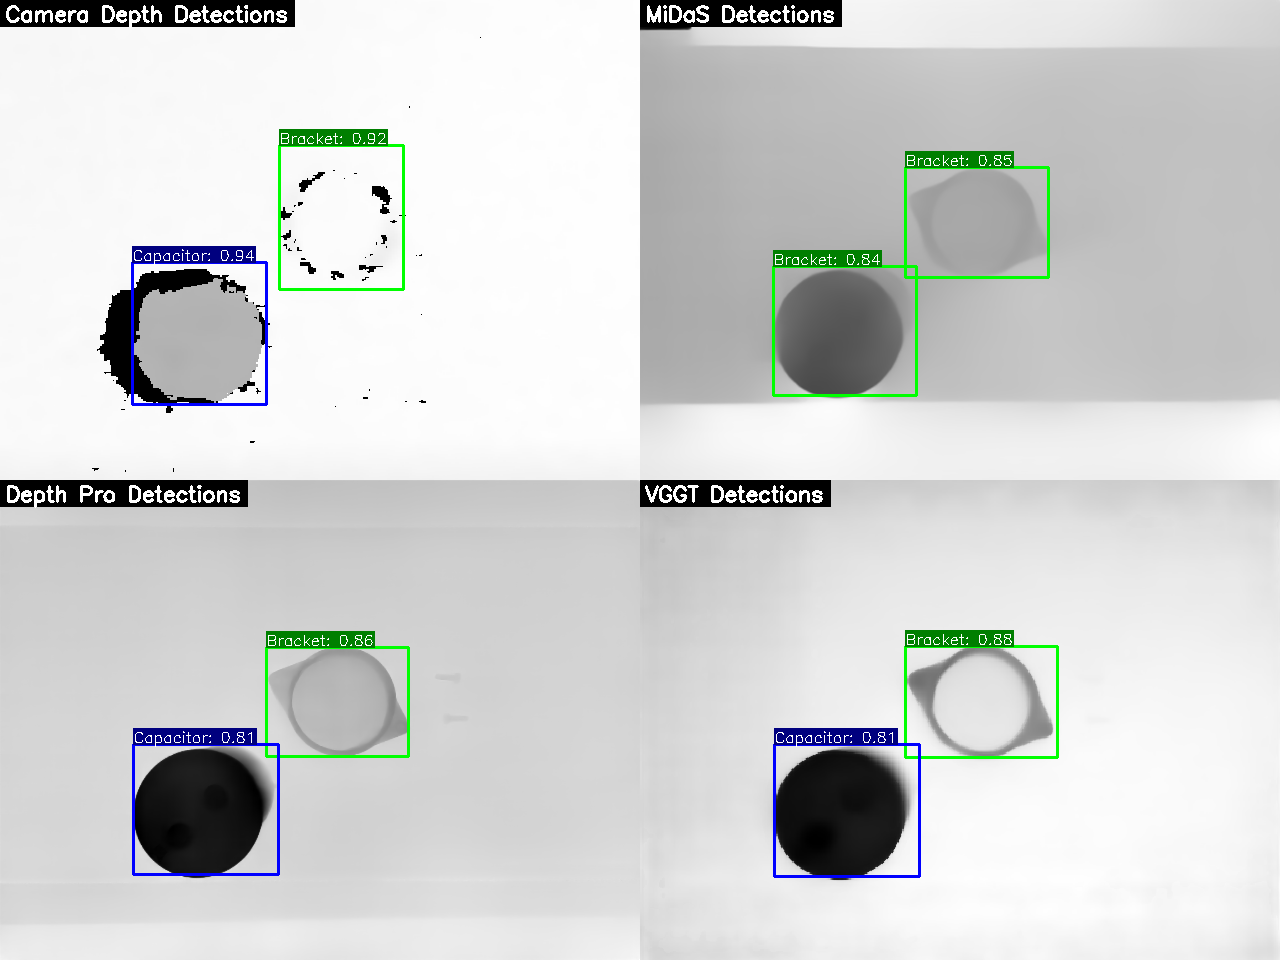 Camera Depth Detections
Bracket: 0.92
Capacitor: 0.94
MiDaS Detections
Bracket: 0.85
Bracket: 0.84
Depth Pro Detections
Bracket: 0.86
Capacitor: 0.81
VGGT Detections
Bracket: 0.88
Capacitor: 0.81